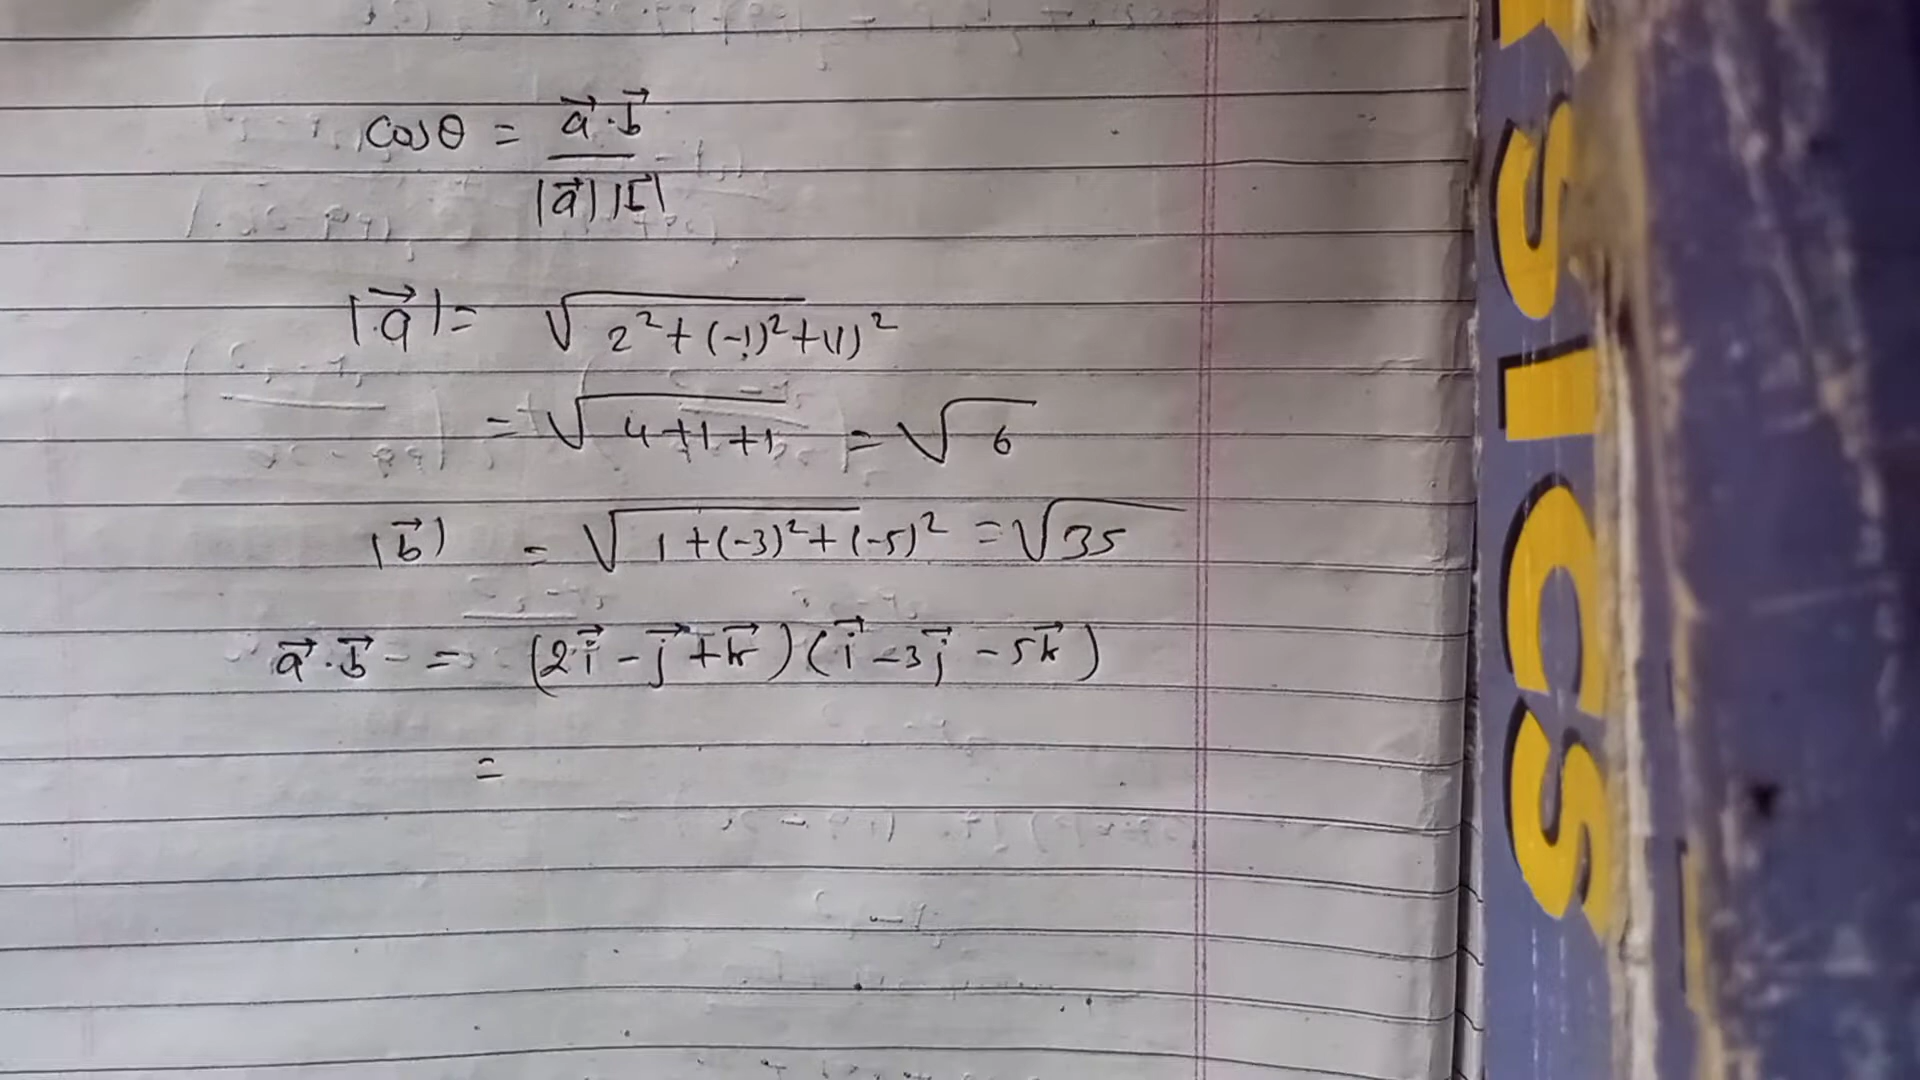 cosθ = a⃗·b⃗ / |a⃗| |b⃗|
|a⃗| = √2²+(-1)²+(1)²
= √4+1+1 = √6
|b⃗| = √1+(-3)²+(-5)² = √35
a⃗·b⃗ = (2i⃗ - j⃗ + k⃗)(i⃗ - 3j⃗ - 5k⃗)
=
SICS